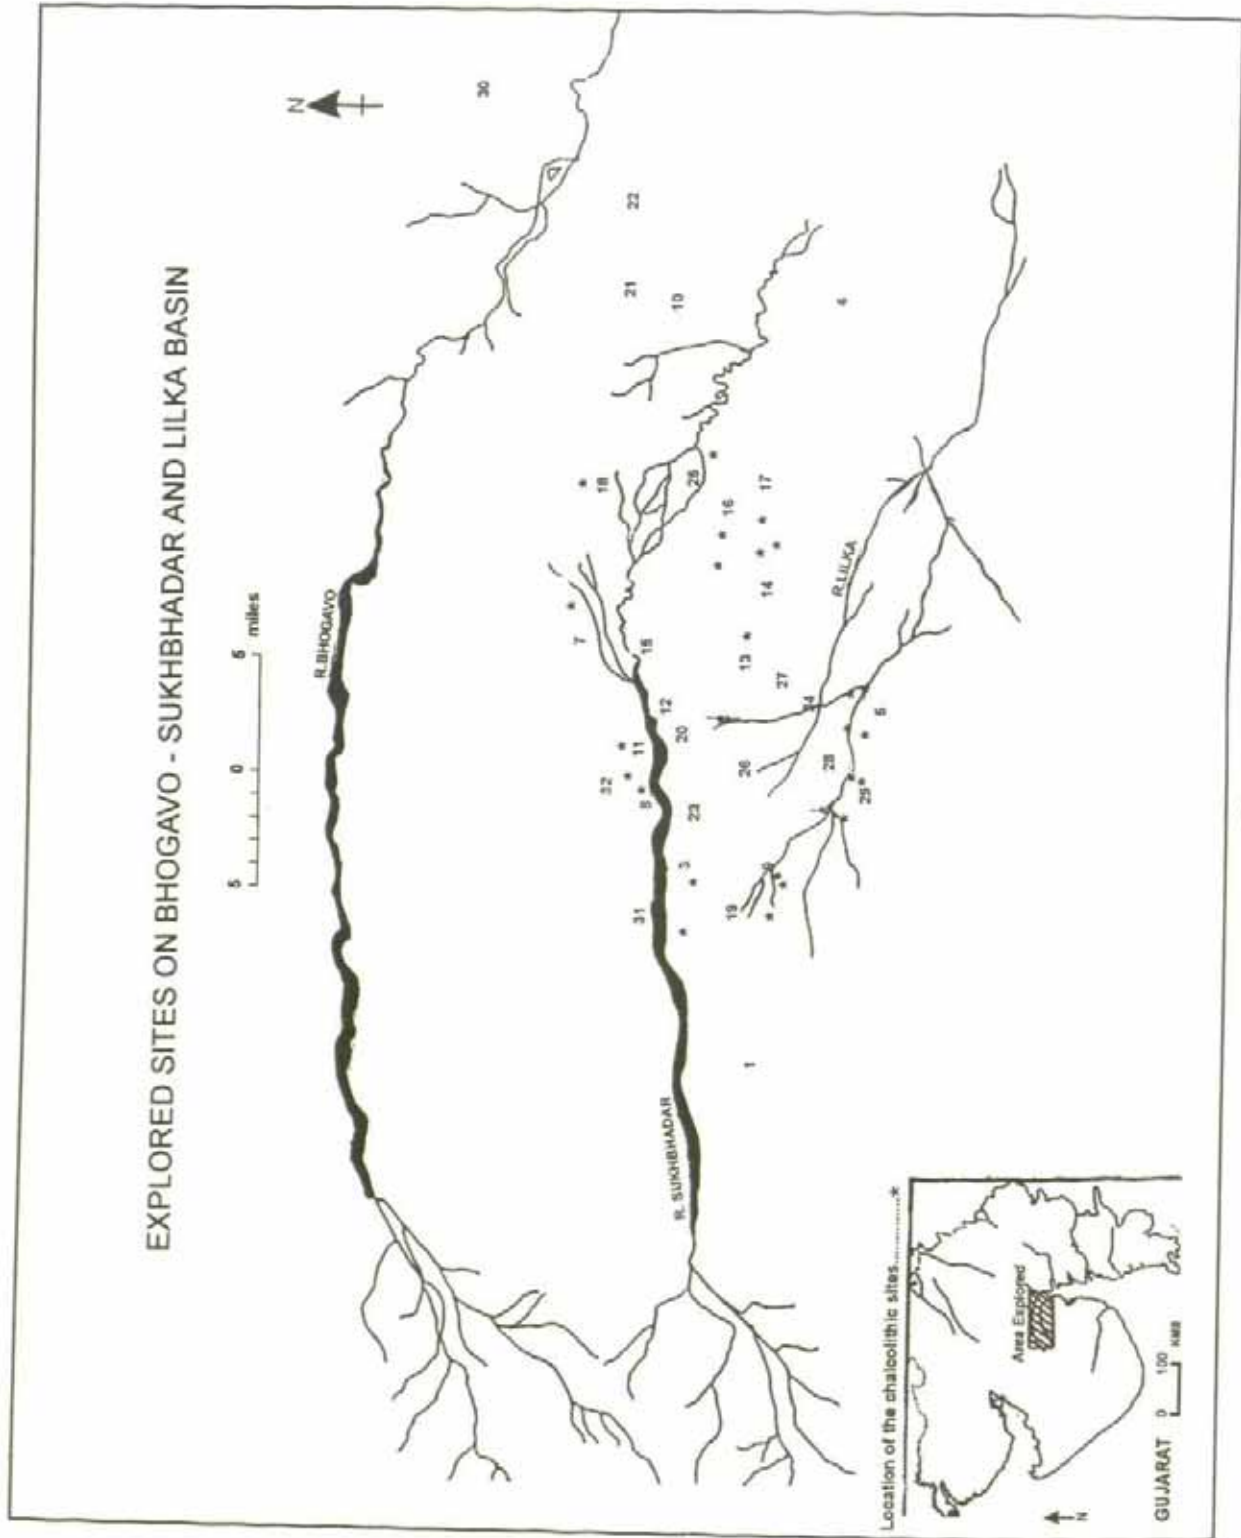 EXPLORED SITES ON BHOGAVO - SUKHBHADAR AND LILKA BASIN
5 0 5 miles
N
R.BHOGAVO
30
7
18
32
11
8
31
15
21
22
12
20
10
3
23
R. SUKHBHADAR
25
16
19
1
26
13
14
17
27
24
4
28
R.LILKA
29
5
Location of the chalcolithic sites............*
Area Explored
N
GUJARAT 0 100 KMS